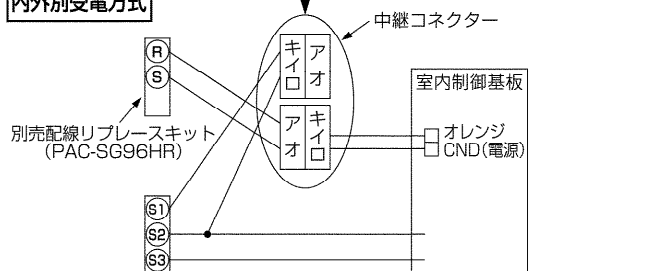 内外別受電方式
中継コネクター
R
S
キイロ
アオ
室内制御基板
別売配線リプレースキット
(PAC-SG96HR)
アオ
キイロ
オレンジ
CND(電源)
S1
S2
S3